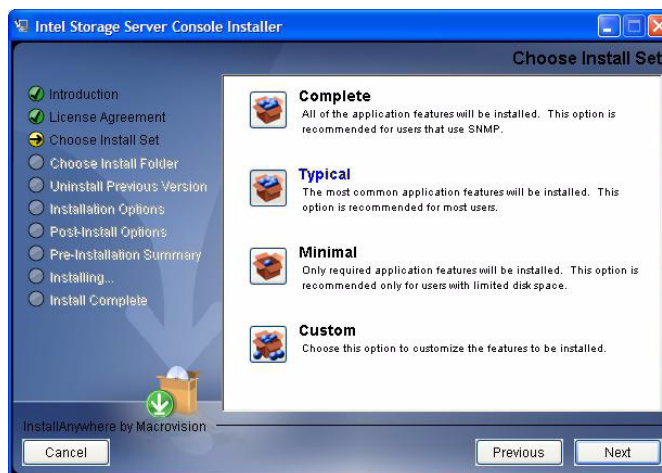 Intel Storage Server Console Installer
Choose Install Set
Introduction
License Agreement
Choose Install Set
Choose Install Folder
Uninstall Previous Version
Installation Options
Post-Install Options
Pre-Installation Summary
Installing...
Install Complete
Complete
All of the application features will be installed. This option is
recommended for users that use SNMP.
Typical
The most common application features will be installed. This
option is recommended for most users.
Minimal
Only required application features will be installed. This option is
recommended only for users with limited disk space.
Custom
Choose this option to customize the features to be installed.
InstallAnywhere by Macrovision
Cancel
Previous
Next